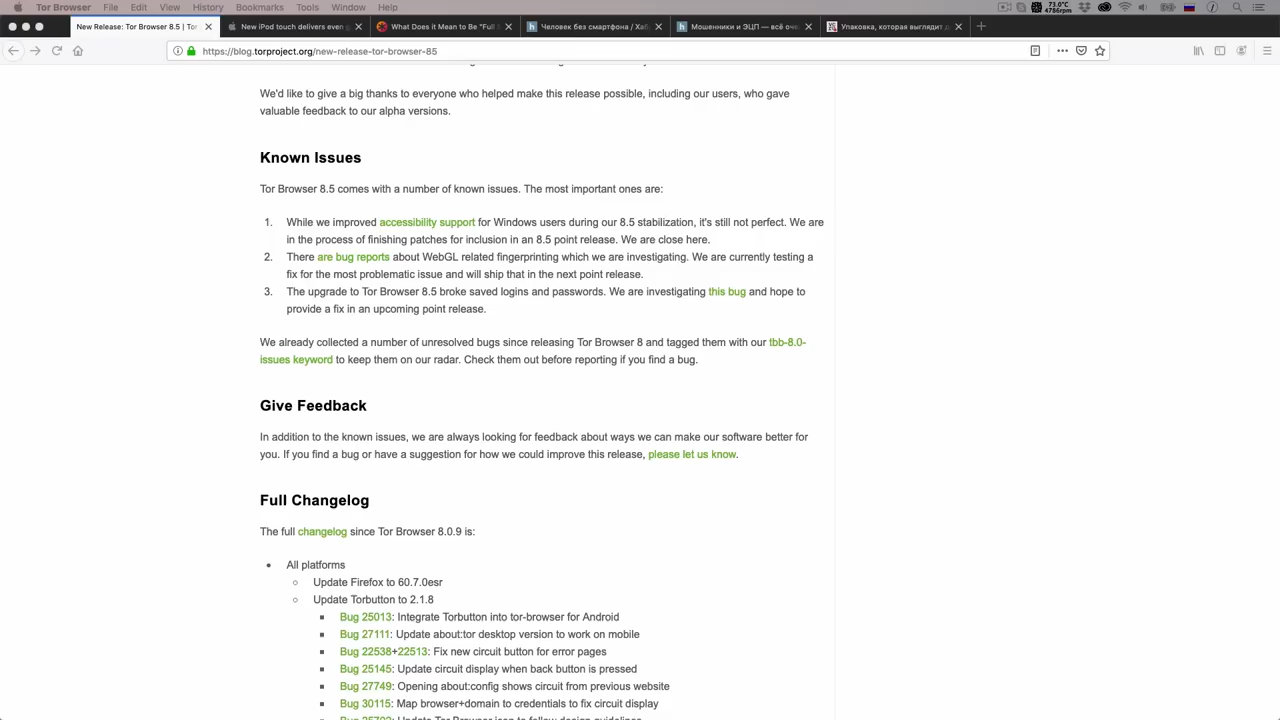 Tor Browser File Edit View History Bookmarks Tools Window Help
73.0°C
4786rpm
New Release: Tor Browser 8.5 | Tor
New iPod touch delivers even g
What Does it Mean to Be "Full
Человек без смартфона / Хаб
Мошенники и ЭЦП — всё оче
Упаковка, которая выглядит д
https://blog.torproject.org/new-release-tor-browser-85
We'd like to give a big thanks to everyone who helped make this release possible, including our users, who gave
valuable feedback to our alpha versions.
Known Issues
Tor Browser 8.5 comes with a number of known issues. The most important ones are:
1. While we improved accessibility support for Windows users during our 8.5 stabilization, it's still not perfect. We are
in the process of finishing patches for inclusion in an 8.5 point release. We are close here.
2. There are bug reports about WebGL related fingerprinting which we are investigating. We are currently testing a
fix for the most problematic issue and will ship that in the next point release.
3. The upgrade to Tor Browser 8.5 broke saved logins and passwords. We are investigating this bug and hope to
provide a fix in an upcoming point release.
We already collected a number of unresolved bugs since releasing Tor Browser 8 and tagged them with our tbb-8.0-
issues keyword to keep them on our radar. Check them out before reporting if you find a bug.
Give Feedback
In addition to the known issues, we are always looking for feedback about ways we can make our software better for
you. If you find a bug or have a suggestion for how we could improve this release, please let us know.
Full Changelog
The full changelog since Tor Browser 8.0.9 is:
All platforms
Update Firefox to 60.7.0esr
Update Torbutton to 2.1.8
Bug 25013: Integrate Torbutton into tor-browser for Android
Bug 27111: Update about:tor desktop version to work on mobile
Bug 22538+22513: Fix new circuit button for error pages
Bug 25145: Update circuit display when back button is pressed
Bug 27749: Opening about:config shows circuit from previous website
Bug 30115: Map browser+domain to credentials to fix circuit display
Bug 25702: Update Tor Browser icon to follow design guidelines